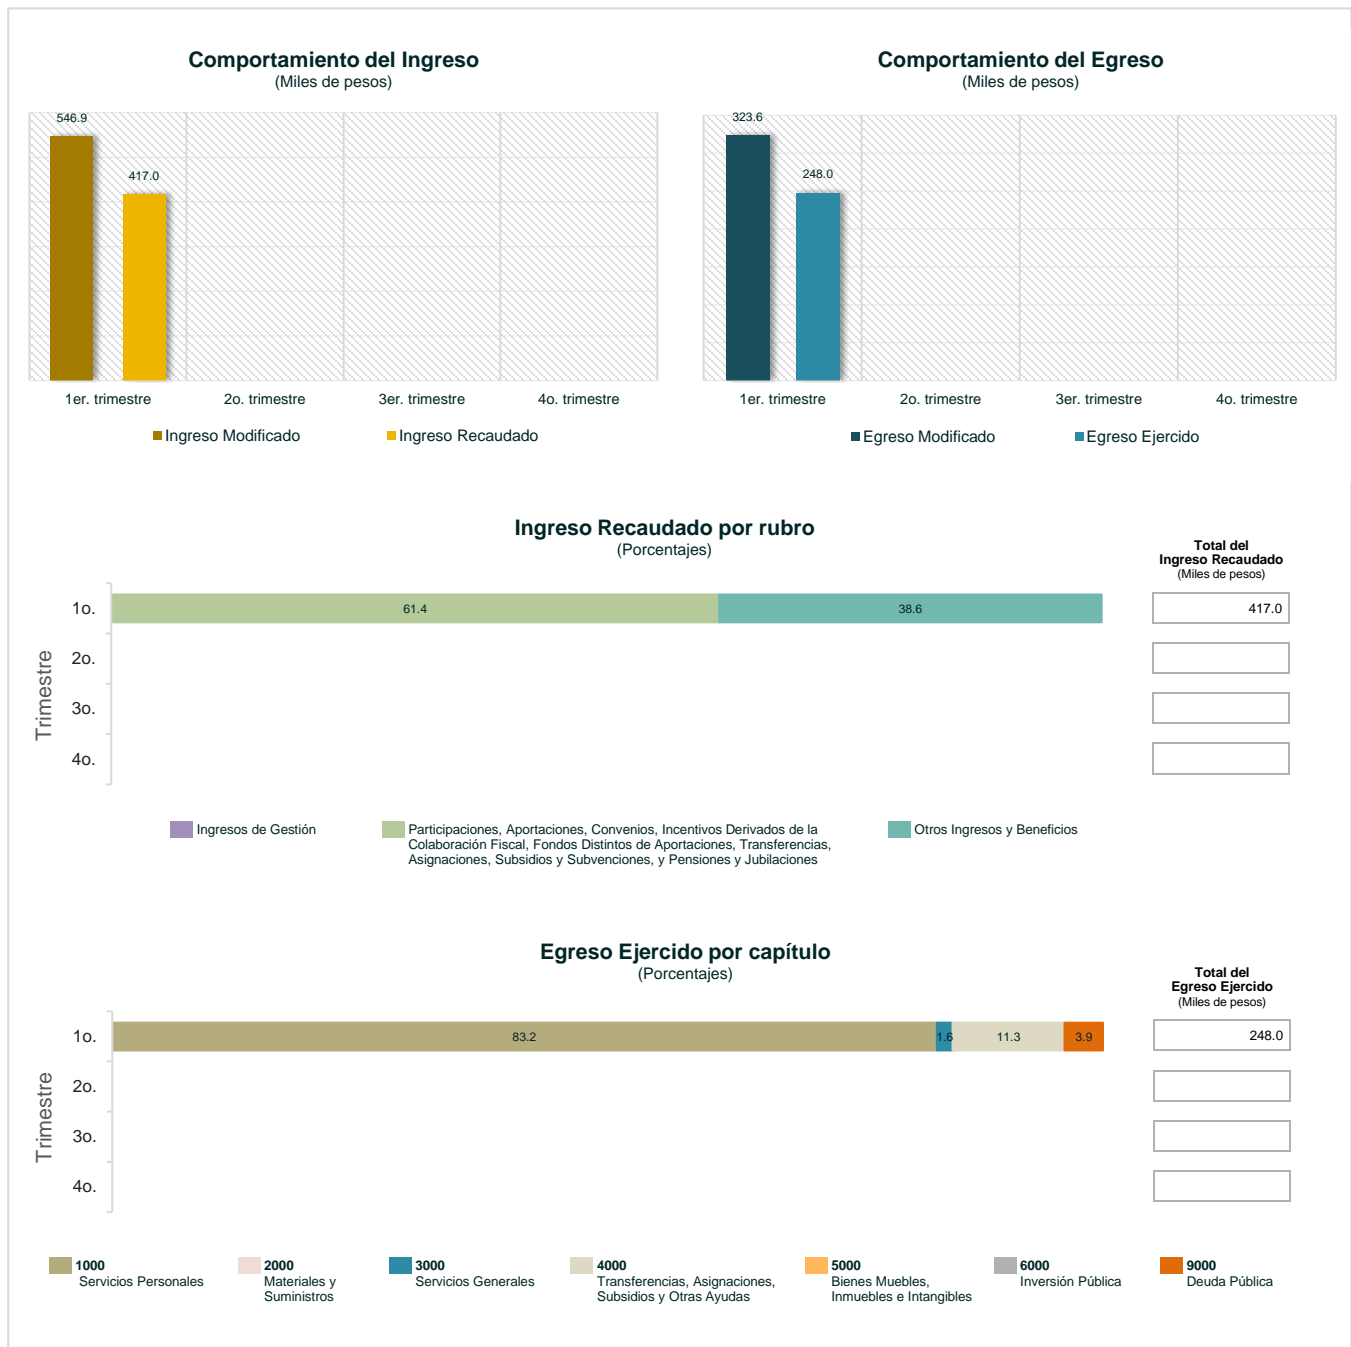 Comportamiento del Ingreso
(Miles de pesos)
546.9
417.0
1er. trimestre
2o. trimestre
3er. trimestre
4o. trimestre
Ingreso Modificado
Ingreso Recaudado
Comportamiento del Egreso
(Miles de pesos)
323.6
248.0
1er. trimestre
2o. trimestre
3er. trimestre
4o. trimestre
Egreso Modificado
Egreso Ejercido
Ingreso Recaudado por rubro
(Porcentajes)
Total del
Ingreso Recaudado
(Miles de pesos)
Trimestre
1o.
61.4
38.6
417.0
2o.
3o.
4o.
Ingresos de Gestión
Participaciones, Aportaciones, Convenios, Incentivos Derivados de la
Colaboración Fiscal, Fondos Distintos de Aportaciones, Transferencias,
Asignaciones, Subsidios y Subvenciones, y Pensiones y Jubilaciones
Otros Ingresos y Beneficios
Egreso Ejercido por capítulo
(Porcentajes)
Total del
Egreso Ejercido
(Miles de pesos)
Trimestre
1o.
83.2
1.6
11.3
3.9
248.0
2o.
3o.
4o.
1000
Servicios Personales
2000
Materiales y
Suministros
3000
Servicios Generales
4000
Transferencias, Asignaciones,
Subsidios y Otras Ayudas
5000
Bienes Muebles,
Inmuebles e Intangibles
6000
Inversión Pública
9000
Deuda Pública